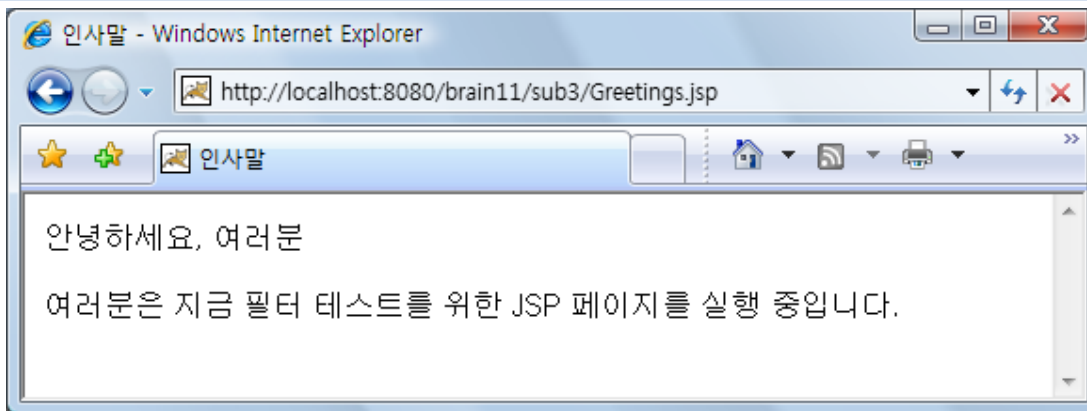 인사말 - Windows Internet Explorer
http://localhost:8080/brain11/sub3/Greetings.jsp
인사말
안녕하세요, 여러분
여러분은 지금 필터 테스트를 위한 JSP 페이지를 실행 중입니다.